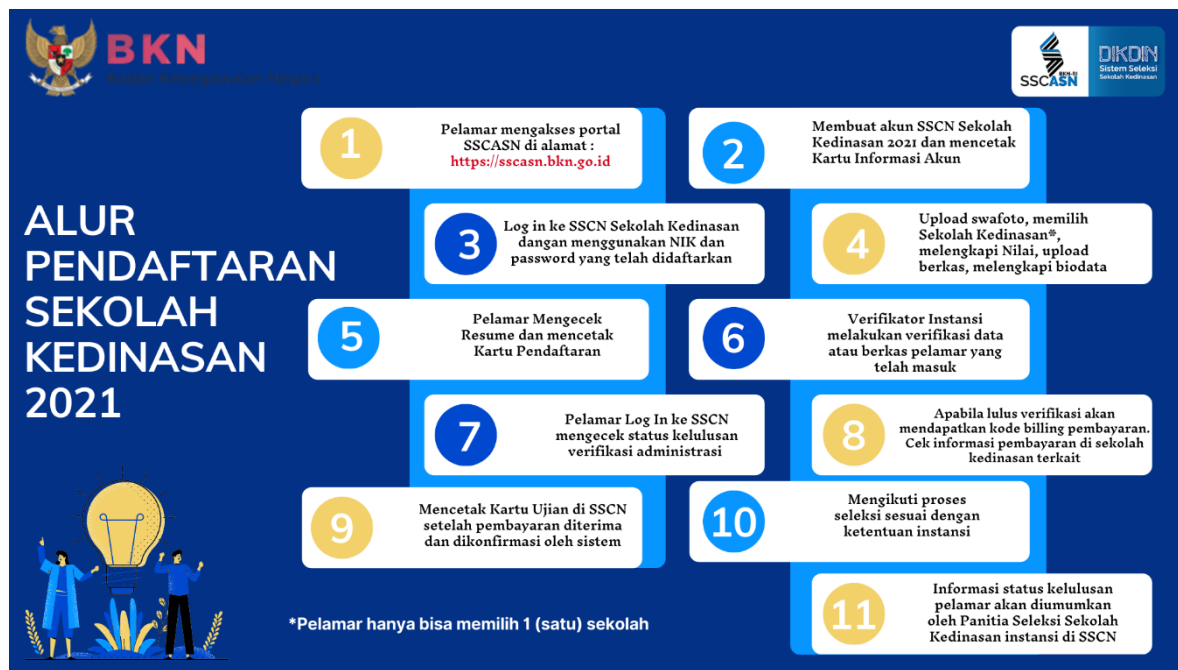 BKN
Badan Kepegawaian Negara
BKN-RI
SSCASN
DIKDIN
Sistem Seleksi
Sekolah Kedinasan
ALUR
PENDAFTARAN
SEKOLAH
KEDINASAN
2021
1
Pelamar mengakses portal
SSCASN di alamat :
https://sscasn.bkn.go.id
2
Membuat akun SSCN Sekolah
Kedinasan 2021 dan mencetak
Kartu Informasi Akun
3
Log in ke SSCN Sekolah Kedinasan
dangan menggunakan NIK dan
password yang telah didaftarkan
4
Upload swafoto, memilih
Sekolah Kedinasan*,
melengkapi Nilai, upload
berkas, melengkapi biodata
5
Pelamar Mengecek
Resume dan mencetak
Kartu Pendaftaran
6
Verifikator Instansi
melakukan verifikasi data
atau berkas pelamar yang
telah masuk
7
Pelamar Log In ke SSCN
mengecek status kelulusan
verifikasi administrasi
8
Apabila lulus verifikasi akan
mendapatkan kode billing pembayaran.
Cek informasi pembayaran di sekolah
kedinasan terkait
9
Mencetak Kartu Ujian di SSCN
setelah pembayaran diterima
dan dikonfirmasi oleh sistem
10
Mengikuti proses
seleksi sesuai dengan
ketentuan instansi
11
Informasi status kelulusan
pelamar akan diumumkan
oleh Panitia Seleksi Sekolah
Kedinasan instansi di SSCN
*Pelamar hanya bisa memilih 1 (satu) sekolah